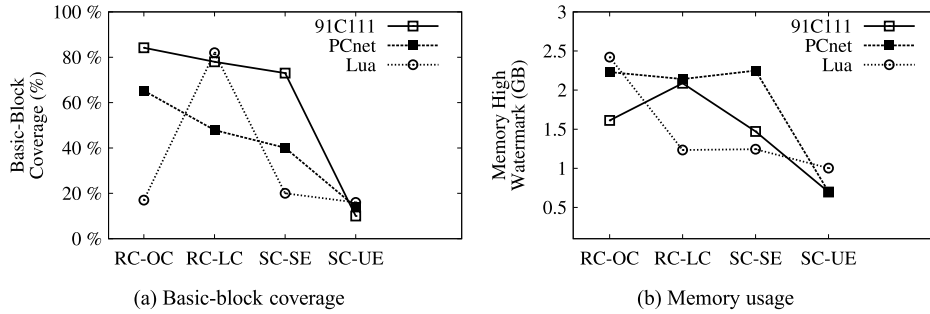 100 %
80 %
60 %
40 %
20 %
0 %
Basic-Block
Coverage (%)
91C111
PCnet
Lua
RC-OC RC-LC SC-SE SC-UE
(a) Basic-block coverage
3
2.5
2
1.5
1
0.5
Memory High
Watermark (GB)
91C111
PCnet
Lua
RC-OC RC-LC SC-SE SC-UE
(b) Memory usage